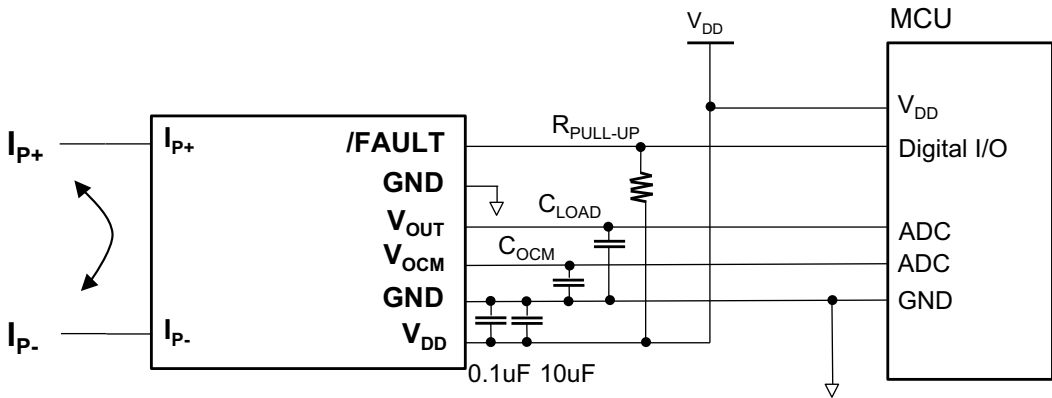 MCU
V_DD
V_DD
R_PULL-UP
I_P+
I_P+
/FAULT
Digital I/O
GND
C_LOAD
V_OUT
ADC
C_OCM
V_OCM
ADC
GND
GND
I_P-
I_P-
V_DD
0.1uF 10uF